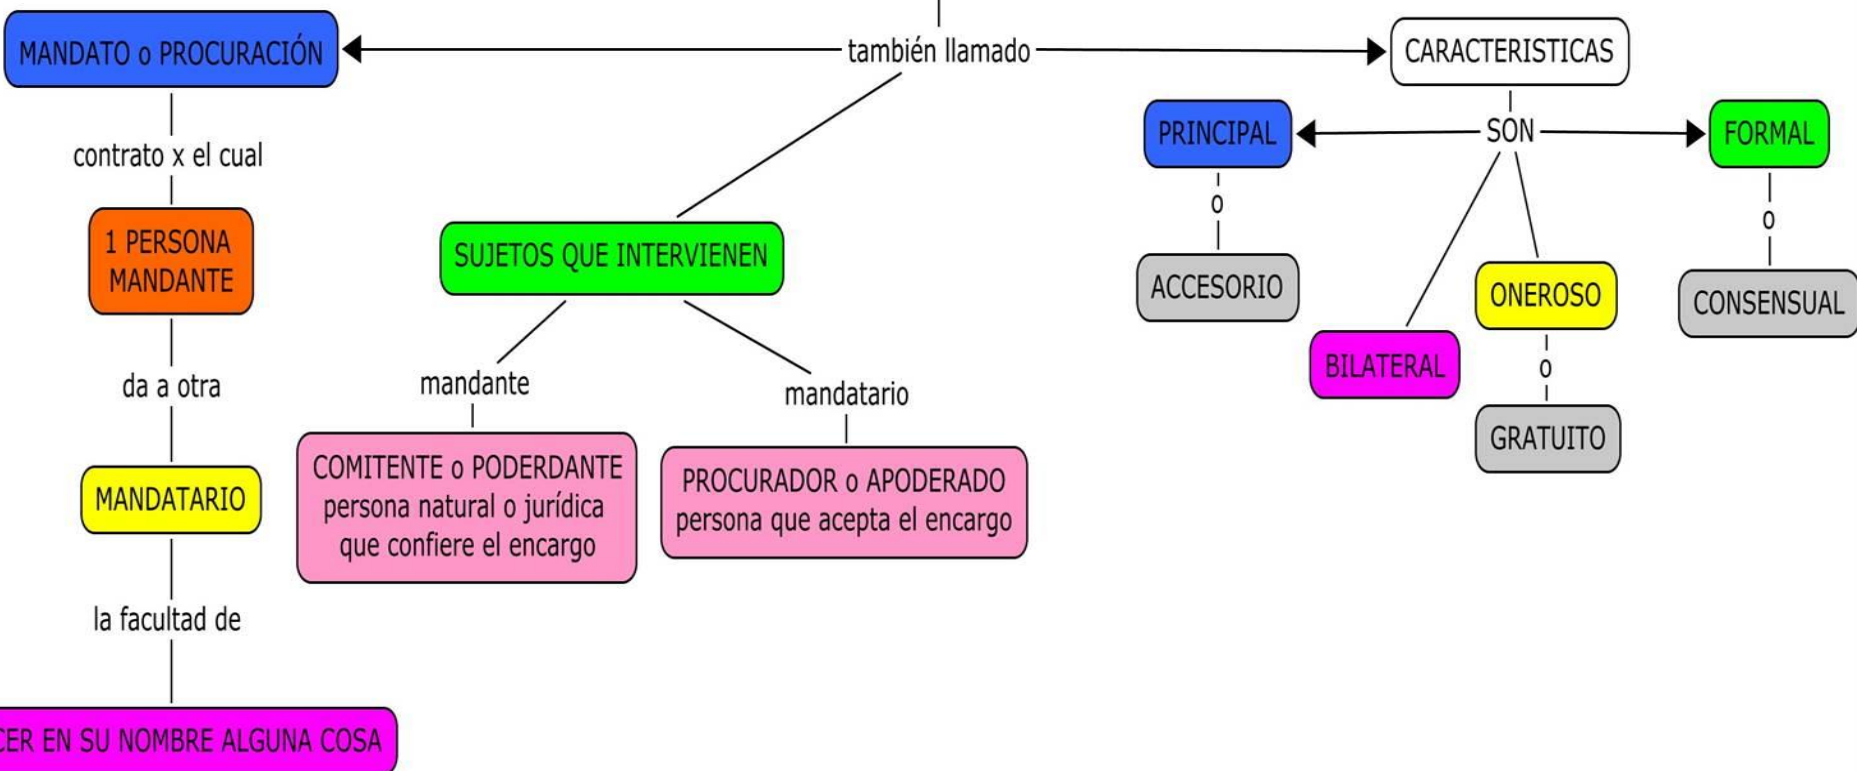 también llamado
MANDATO o PROCURACIÓN
contrato x el cual
1 PERSONA
MANDANTE
da a otra
MANDATARIO
la facultad de
CER EN SU NOMBRE ALGUNA COSA
SUJETOS QUE INTERVIENEN
mandante
COMITENTE o PODERDANTE
persona natural o jurídica
que confiere el encargo
mandatario
PROCURADOR o APODERADO
persona que acepta el encargo
CARACTERISTICAS
SON
PRINCIPAL
o
ACCESORIO
BILATERAL
ONEROSO
o
GRATUITO
FORMAL
o
CONSENSUAL